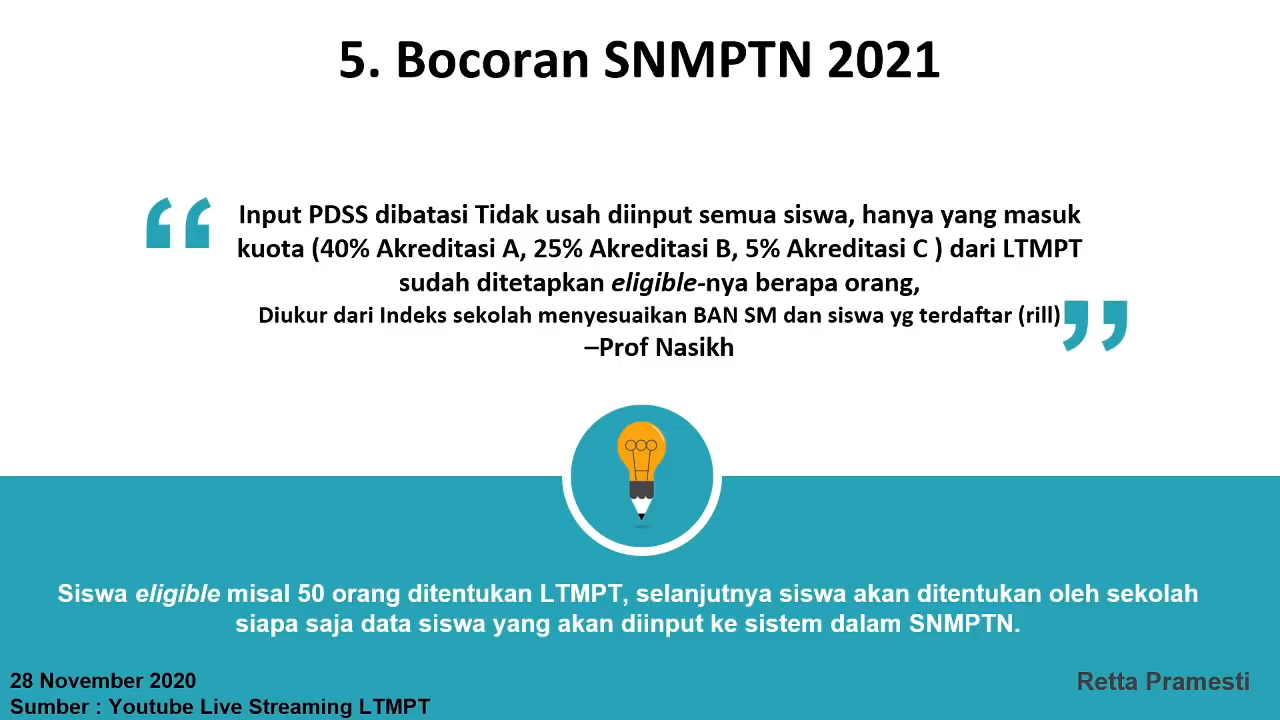 5. Bocoran SNMPTN 2021
“ Input PDSS dibatasi Tidak usah diinput semua siswa, hanya yang masuk
kuota (40% Akreditasi A, 25% Akreditasi B, 5% Akreditasi C ) dari LTMPT
sudah ditetapkan eligible-nya berapa orang,
Diukur dari Indeks sekolah menyesuaikan BAN SM dan siswa yg terdaftar (rill) ”
–Prof Nasikh
Siswa eligible misal 50 orang ditentukan LTMPT, selanjutnya siswa akan ditentukan oleh sekolah
siapa saja data siswa yang akan diinput ke sistem dalam SNMPTN.
28 November 2020
Sumber : Youtube Live Streaming LTMPT
Retta Pramesti